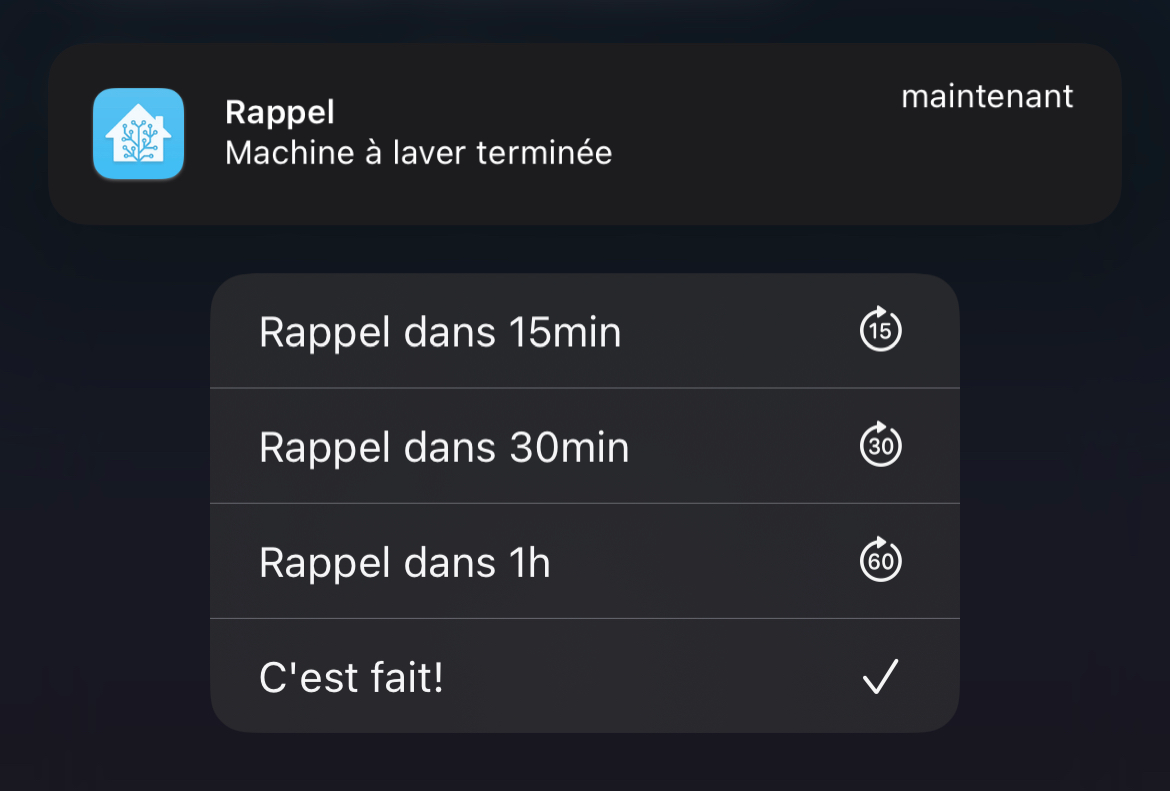 Rappel
maintenant
Machine à laver terminée
Rappel dans 15min
15
Rappel dans 30min
30
Rappel dans 1h
60
C'est fait!